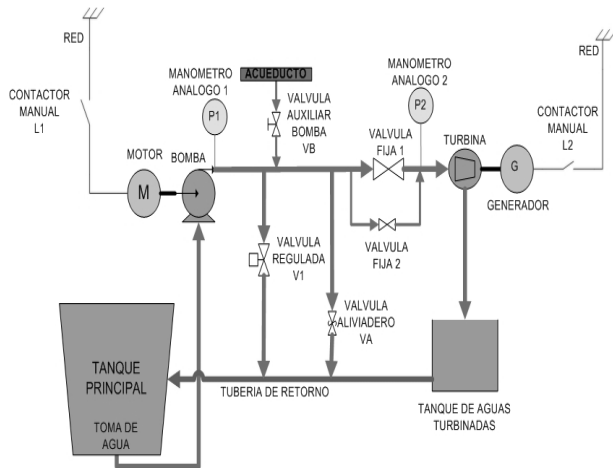 RED
RED
CONTACTOR
MANUAL
L1
MANOMETRO
ANALOGO 1
P1
ACUEDUCTO
VALVULA
AUXILIAR
BOMBA
VB
MANOMETRO
ANALOGO 2
P2
CONTACTOR
MANUAL
L2
MOTOR
M
BOMBA
VALVULA
FIJA 1
TURBINA
G
GENERADOR
VALVULA
FIJA 2
VALVULA
REGULADA
V1
VALVULA
ALIVIADERO
VA
TANQUE
PRINCIPAL
TOMA DE
AGUA
TUBERIA DE RETORNO
TANQUE DE AGUAS
TURBINADAS